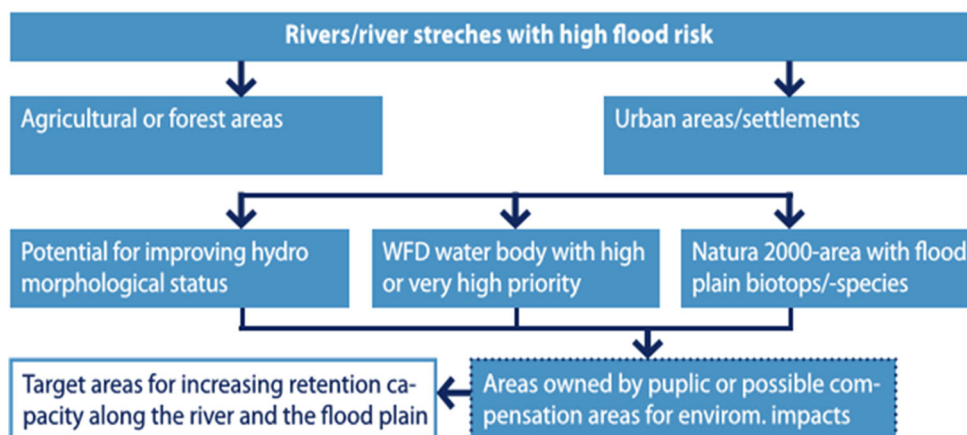 Rivers/river streches with high flood risk
Agricultural or forest areas
Urban areas/settlements
Potential for improving hydro
morphological status
WFD water body with high
or very high priority
Natura 2000-area with flood
plain biotops/-species
Target areas for increasing retention ca-
pacity along the river and the flood plain
Areas owned by puplic or possible com-
pensation areas for environm. impacts